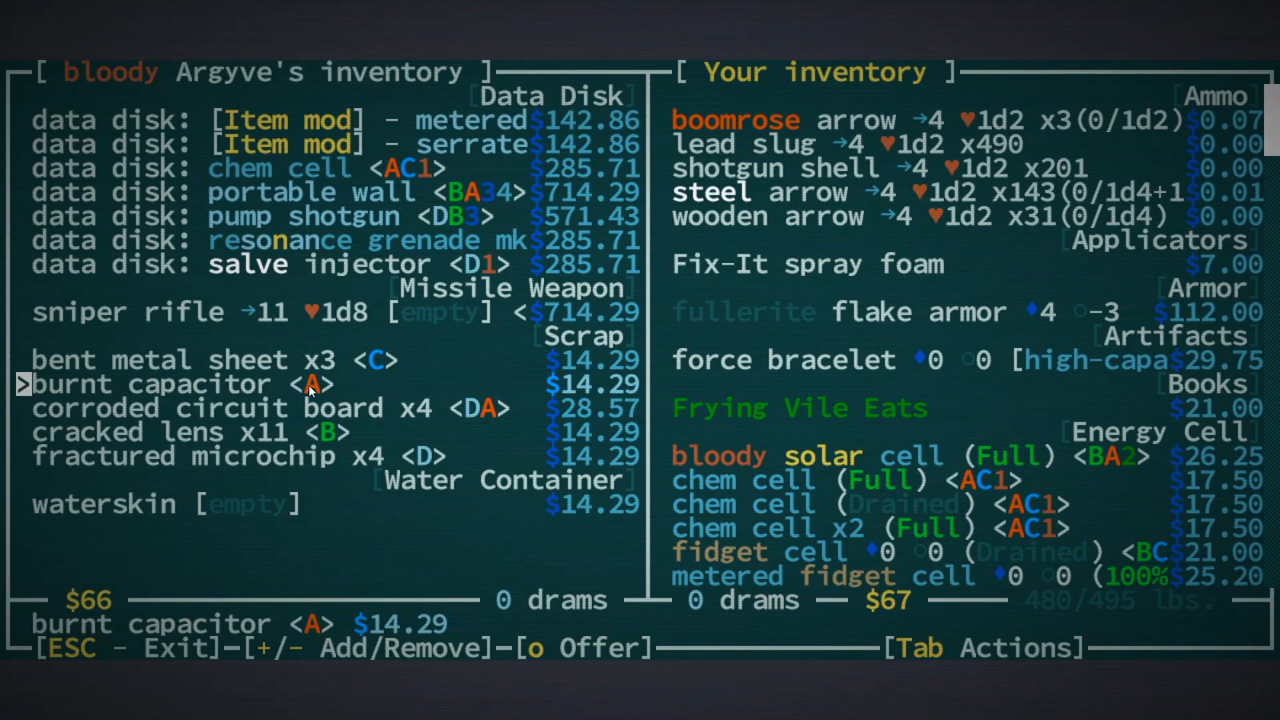 [ bloody Argyve's inventory ]
[Data Disk]
data disk: [Item mod] - metered $142.86
data disk: [Item mod] - serrate $142.86
data disk: chem cell <AC1> $285.71
data disk: portable wall <BA34> $714.29
data disk: pump shotgun <DB3> $571.43
data disk: resonance grenade mk $285.71
data disk: salve injector <D1> $285.71
[Missile Weapon]
sniper rifle →11 ♥1d8 [empty] <$714.29
[Scrap]
bent metal sheet x3 <C> $14.29
>burnt capacitor <A> $14.29
corroded circuit board x4 <DA> $28.57
cracked lens x11 <B> $14.29
fractured microchip x4 <D> $14.29
[Water Container]
waterskin [empty] $14.29
$66 0 drams
[ Your inventory ]
[Ammo]
boomrose arrow →4 ♥1d2 x3(0/1d2) $0.07
lead slug →4 ♥1d2 x490 $0.00
shotgun shell →4 ♥1d2 x201 $0.00
steel arrow →4 ♥1d2 x143(0/1d4+1 $0.01
wooden arrow →4 ♥1d2 x31(0/1d4) $0.00
[Applicators]
Fix-It spray foam $7.00
[Armor]
fullerite flake armor ♦4 ○-3 $112.00
[Artifacts]
force bracelet ♦0 ○0 [high-capa $29.75
[Books]
Frying Vile Eats $21.00
[Energy Cell]
bloody solar cell (Full) <BA2> $26.25
chem cell (Full) <AC1> $17.50
chem cell (Drained) <AC1> $17.50
chem cell x2 (Full) <AC1> $17.50
fidget cell ♦0 ○0 (Drained) <BC $21.00
metered fidget cell ♦0 ○0 (100% $25.20
0 drams $67 480/495 lbs.
burnt capacitor <A> $14.29
[ESC - Exit]-[+/- Add/Remove]-[o Offer] [Tab Actions]